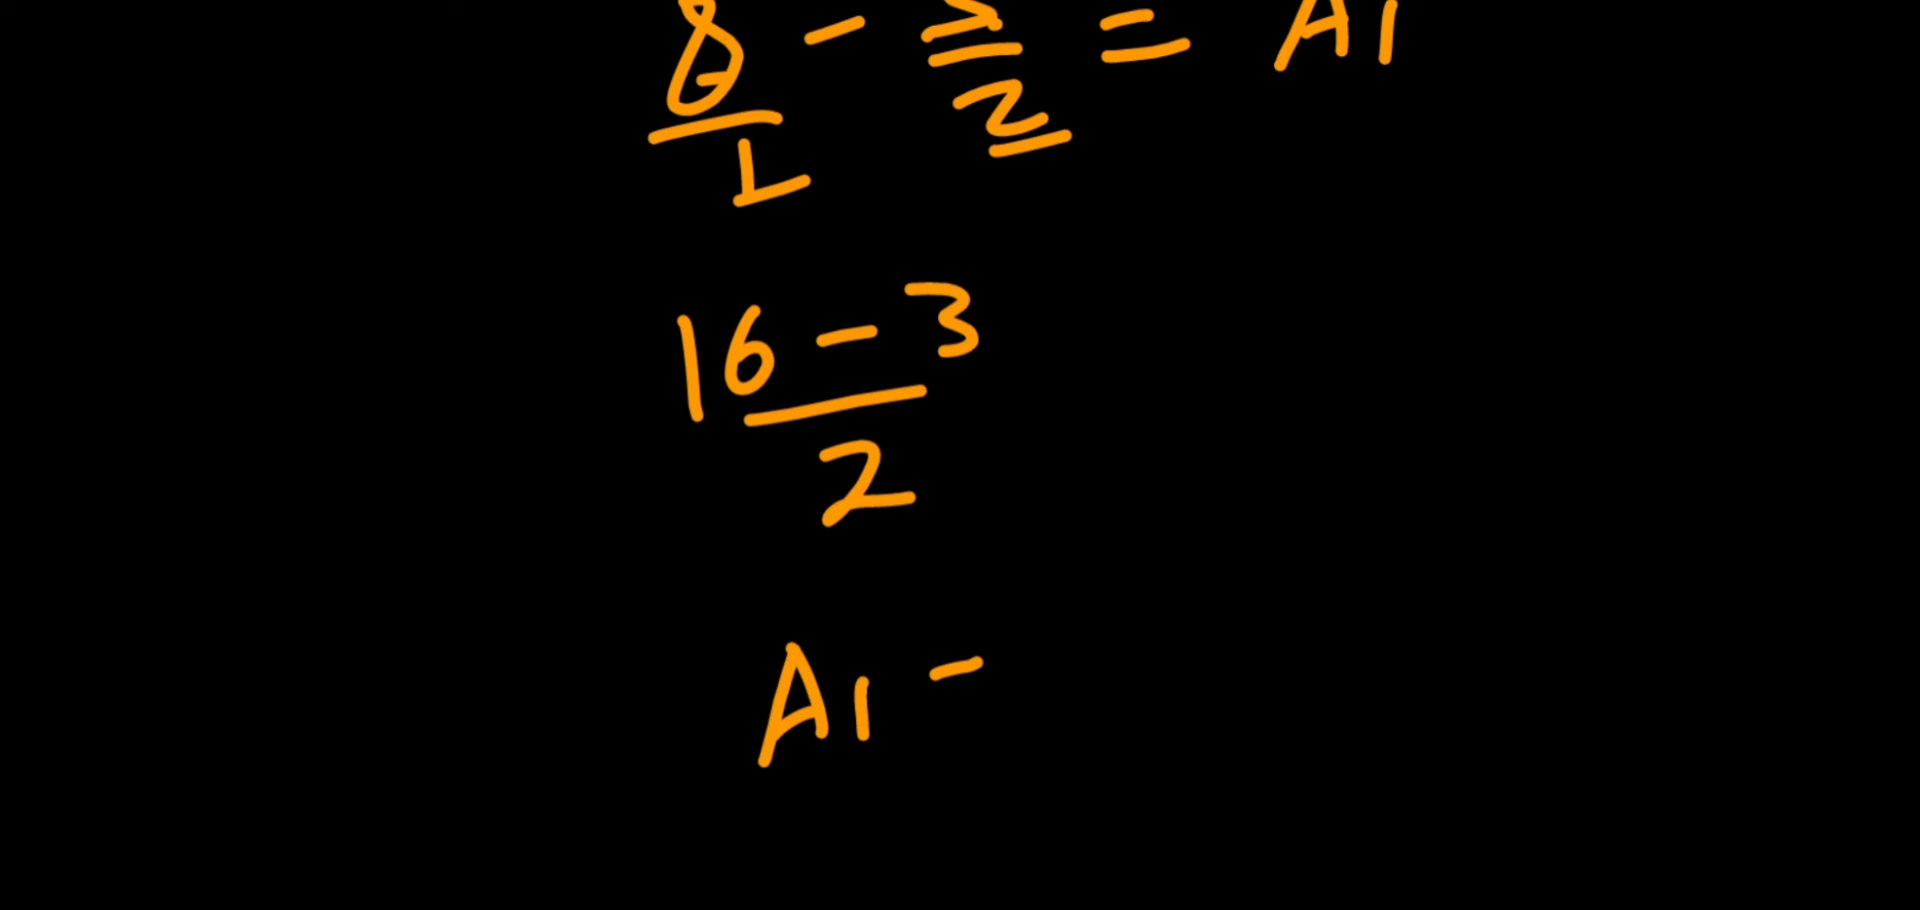 8/1 - 3/2 = A1
16 - 3
2
A1 -